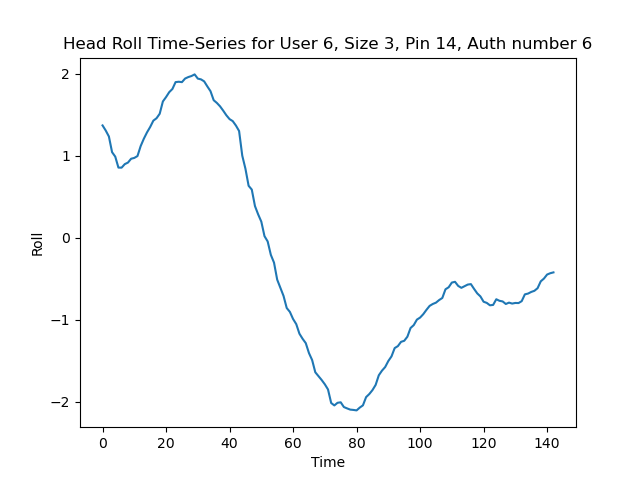 Head Roll Time-Series for User 6, Size 3, Pin 14, Auth number 6
2
1
0
−1
−2
Roll
0 20 40 60 80 100 120 140
Time